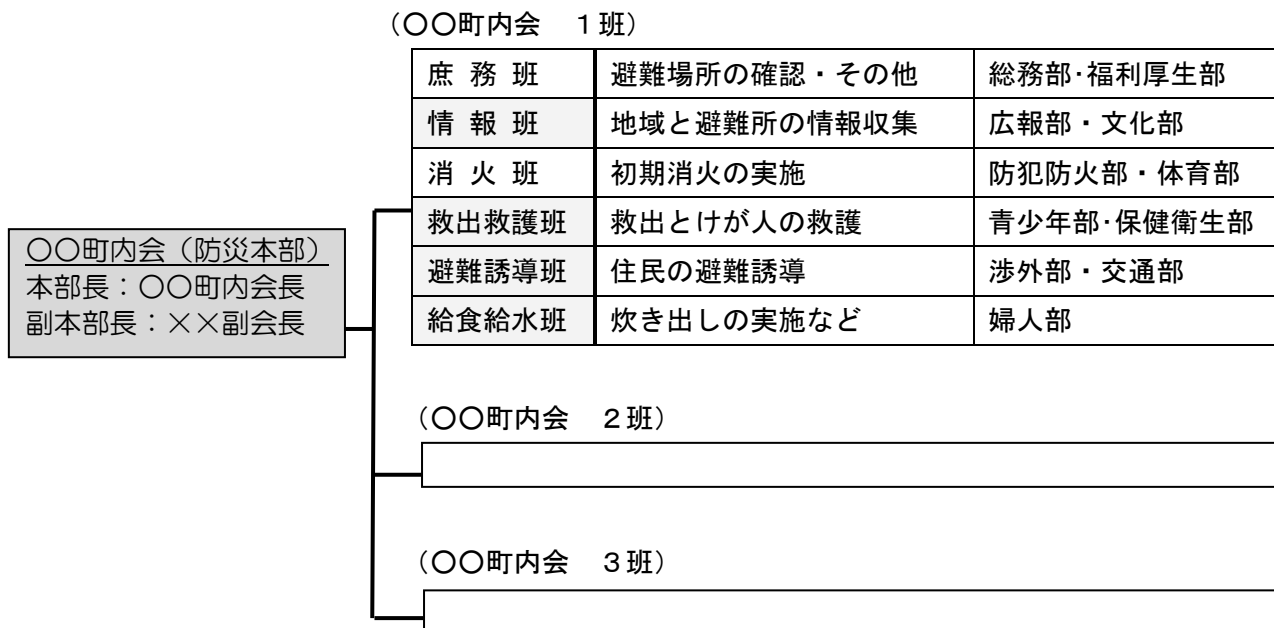 （〇〇町内会　１班）
庶 務 班　避難場所の確認・その他　総務部･福利厚生部
情 報 班　地域と避難所の情報収集　広報部・文化部
消 火 班　初期消火の実施　防犯防火部・体育部
救出救護班　救出とけが人の救護　青少年部･保健衛生部
避難誘導班　住民の避難誘導　渉外部・交通部
給食給水班　炊き出しの実施など　婦人部
〇〇町内会（防災本部）
本部長：〇〇町内会長
副本部長：××副会長
（〇〇町内会　２班）
（〇〇町内会　３班）